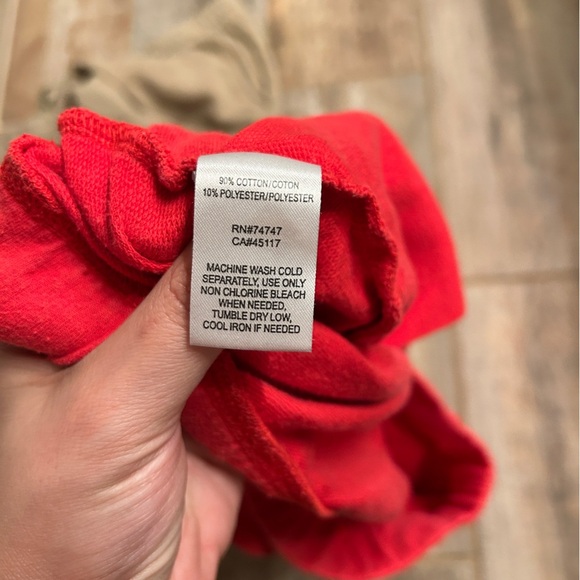 90% COTTON/COTON
10% POLYESTER/POLYESTER
RN#74747
CA#45117
MACHINE WASH COLD
SEPARATELY, USE ONLY
NON CHLORINE BLEACH
WHEN NEEDED,
TUMBLE DRY LOW,
COOL IRON IF NEEDED